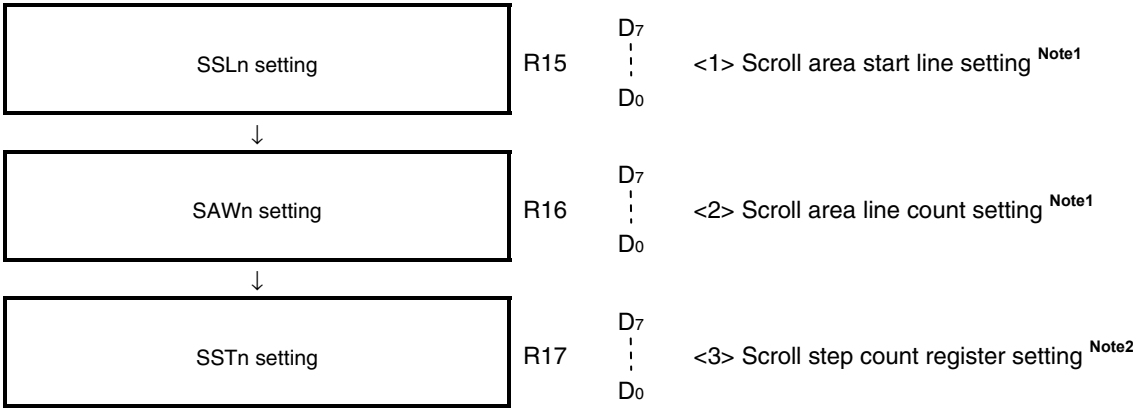 SSLn setting R15 D7 D0 <1> Scroll area start line setting Note1
↓
SAWn setting R16 D7 D0 <2> Scroll area line count setting Note1
↓
SSTn setting R17 D7 D0 <3> Scroll step count register setting Note2